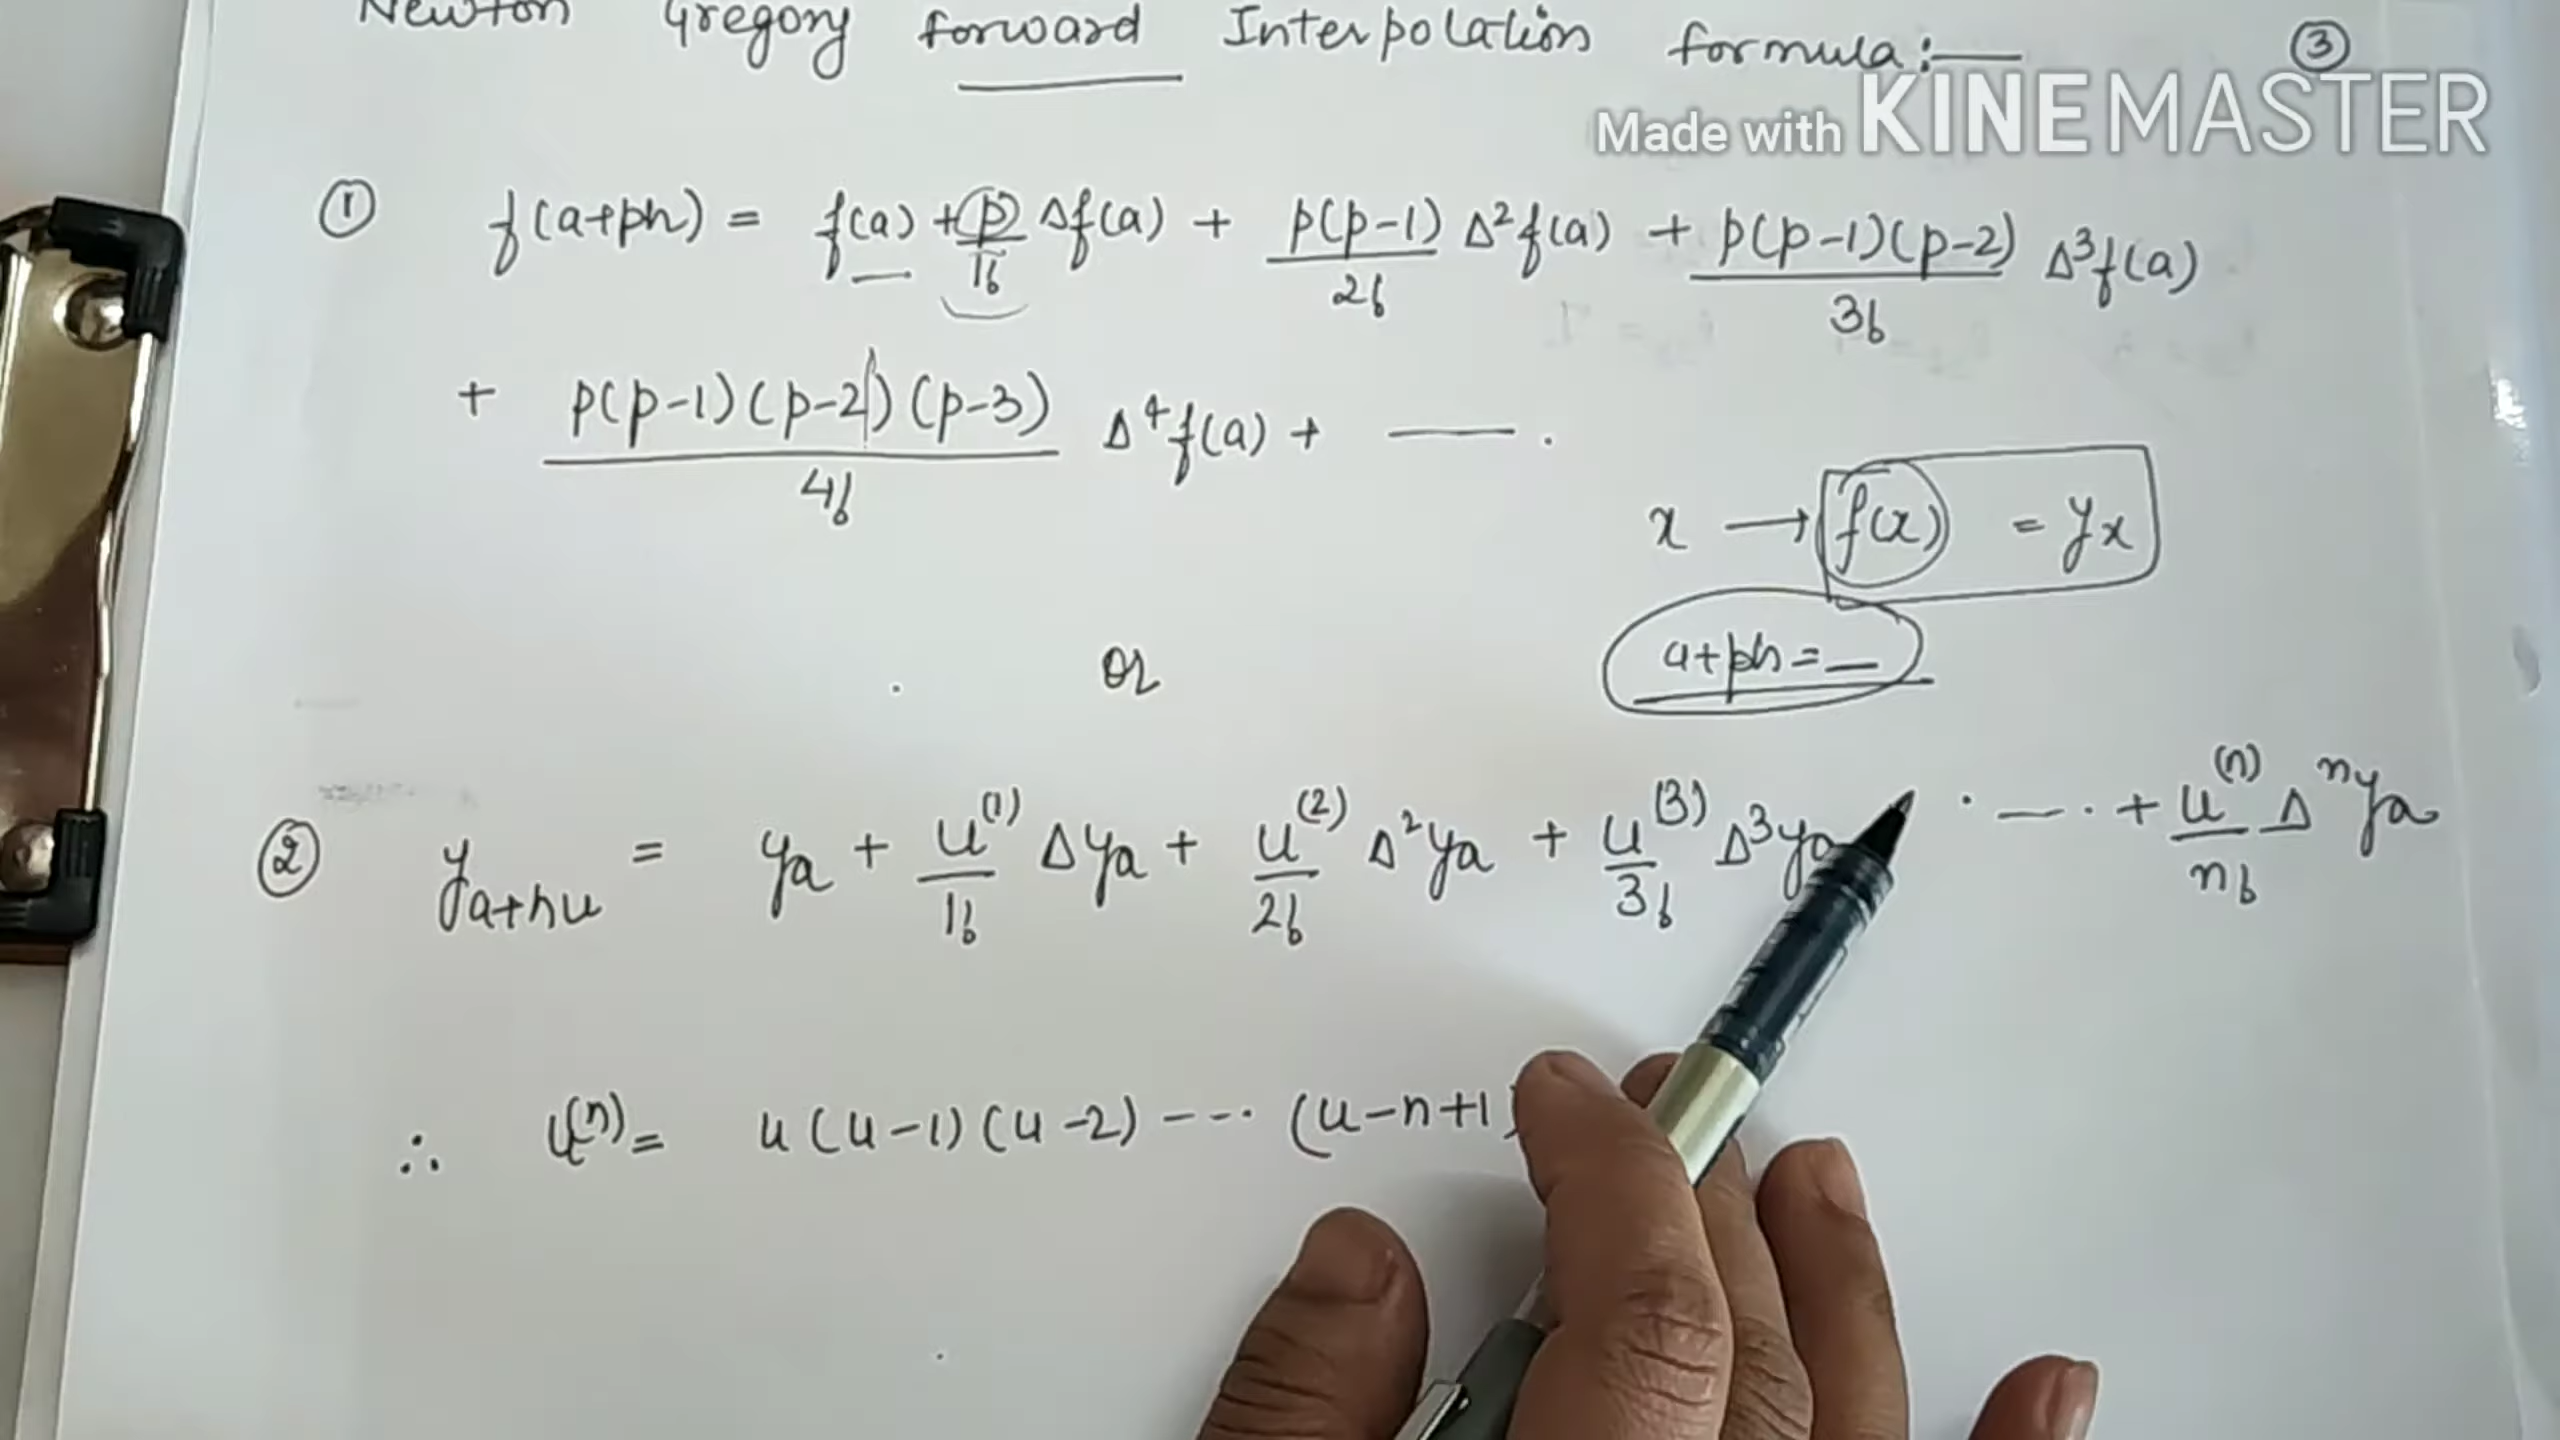 Newton Gregory forward Interpolation formula:— ③
Made with KINEMASTER
① f(a+ph) = f(a) + p/1! Δf(a) + p(p-1)/2! Δ²f(a) + p(p-1)(p-2)/3! Δ³f(a)
+ p(p-1)(p-2)(p-3)/4! Δ⁴f(a) + —— .
x → f(x) = yx
or a+ph = —
② y a+hu = ya + u⁽¹⁾/1! Δya + u⁽²⁾/2! Δ²ya + u⁽³⁾/3! Δ³ya · — · + u⁽ⁿ⁾/n! Δⁿya
∴ u⁽ⁿ⁾ = u(u-1)(u-2) ---- (u-n+1)